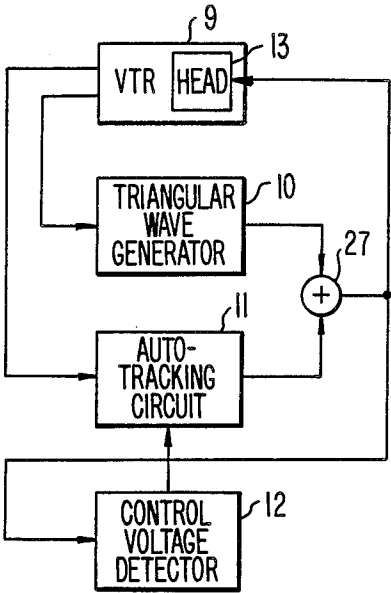 9
13
VTR
HEAD
10
TRIANGULAR
WAVE
GENERATOR
27
+
11
AUTO-
TRACKING
CIRCUIT
12
CONTROL
VOLTAGE
DETECTOR